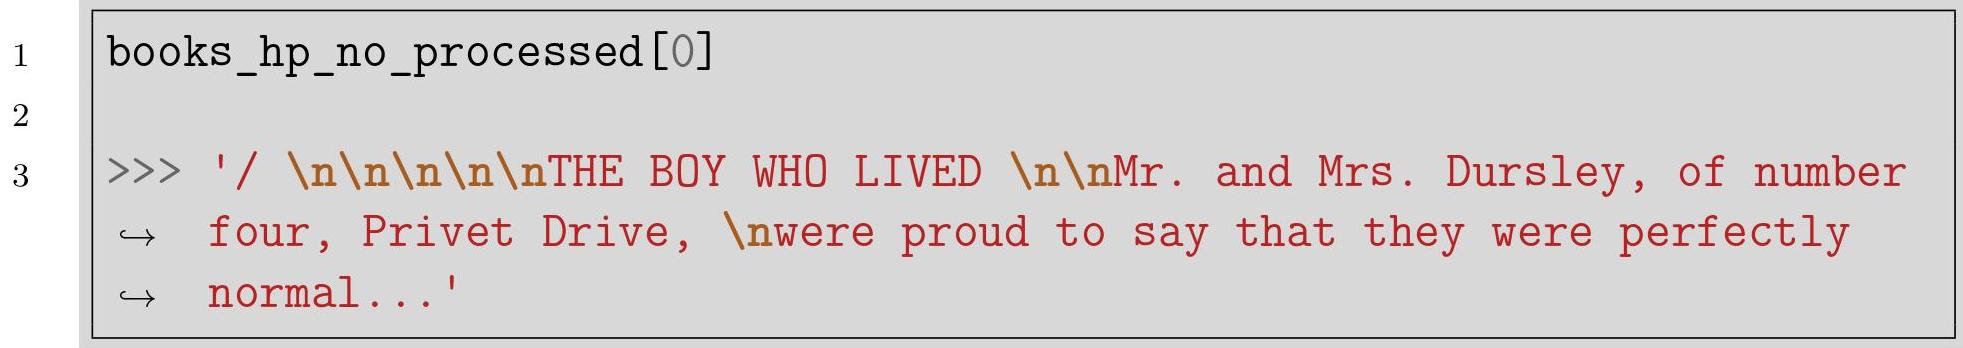 1 books_hp_no_processed[0]
2
3 >>> '/ \n\n\n\n\nTHE BOY WHO LIVED \n\nMr. and Mrs. Dursley, of number
↪ four, Privet Drive, \nwere proud to say that they were perfectly
↪ normal...'